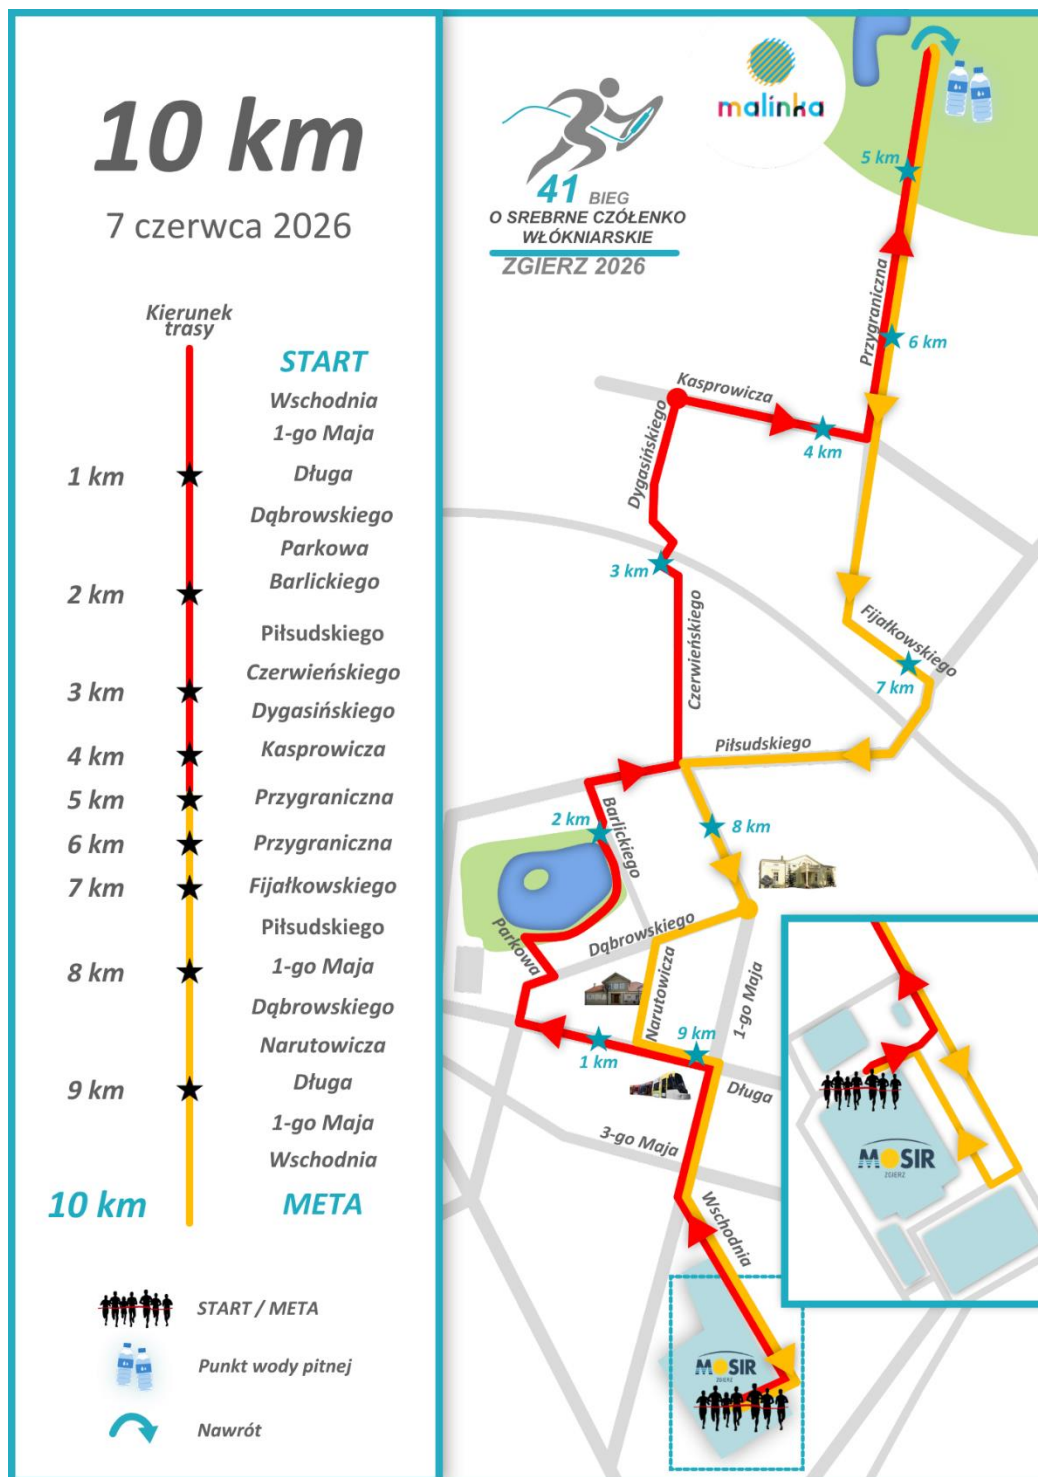 10 km
7 czerwca 2026
Kierunek
trasy
START
Wschodnia
1-go Maja
1 km
Długa
Dąbrowskiego
Parkowa
Barlickiego
2 km
Piłsudskiego
Czerwieńskiego
3 km
Dygasińskiego
4 km
Kasprowicza
5 km
Przygraniczna
6 km
Przygraniczna
7 km
Fijałkowskiego
Piłsudskiego
8 km
1-go Maja
Dąbrowskiego
Narutowicza
9 km
Długa
1-go Maja
Wschodnia
10 km
META
START / META
Punkt wody pitnej
Nawrót
41 BIEG
O SREBRNE CZÓŁENKO
WŁÓKNIARSKIE
ZGIERZ 2026
malinka
5 km
Przygraniczna
6 km
Kasprowicza
Dygasińskiego
4 km
3 km
Czerwieńskiego
Fijałkowskiego
7 km
Piłsudskiego
2 km
Barlickiego
8 km
Parkowa
Dąbrowskiego
Narutowicza
1-go Maja
9 km
1 km
Długa
3-go Maja
Wschodnia
MOSIR
ZGIERZ
MOSIR
ZGIERZ